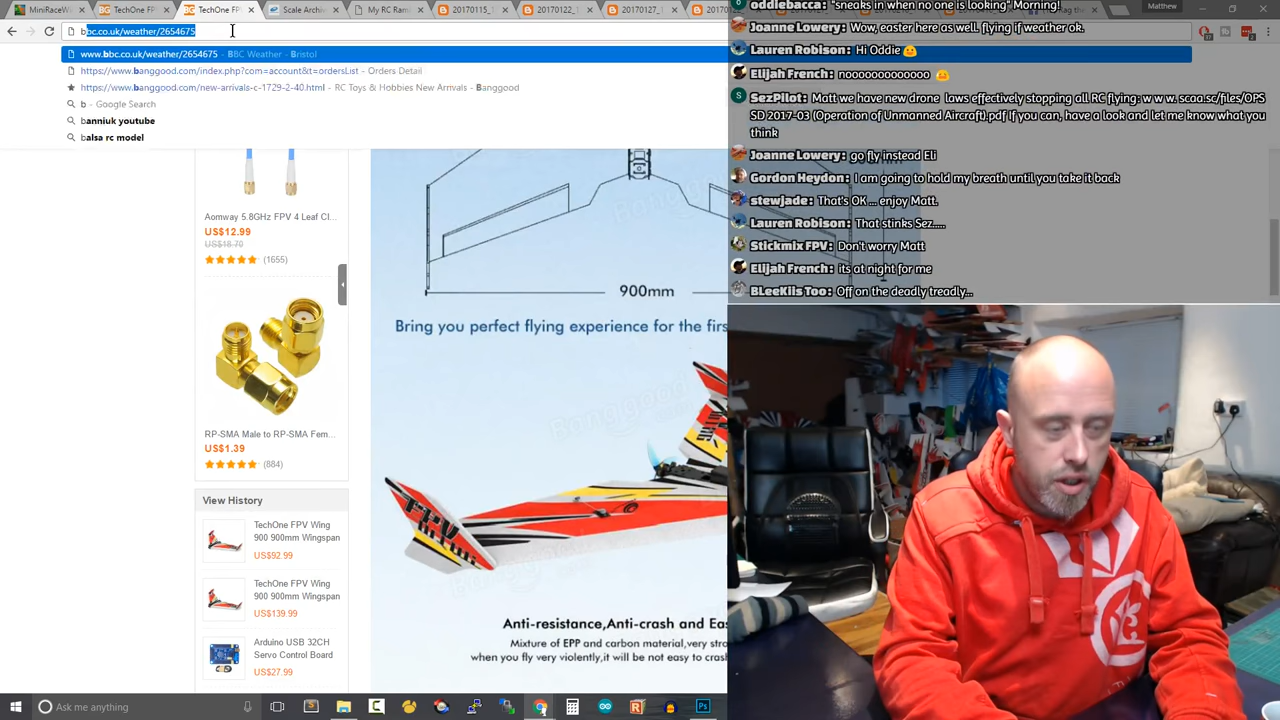 MiniRaceW
TechOne FP
TechOne FP
Scale Archi
My RC Ram
20170115_1
20170122_1
20170129_1
2017020
Matthew
bbc.co.uk/weather/2654675
www.bbc.co.uk/weather/2654675 - BBC Weather - Bristol
https://www.banggood.com/index.php?com=account&t=ordersList - Orders Detail
https://www.banggood.com/new-arrivals-c-1729-2-40.html - RC Toys & Hobbies New Arrivals - Banggood
b - Google Search
banniuk youtube
balsa rc model
Aomway 5.8GHz FPV 4 Leaf Cl...
US$12.99
US$18.70
(1655)
RP-SMA Male to RP-SMA Fem...
US$1.39
(884)
View History
TechOne FPV Wing
900 900mm Wingspan
US$92.99
TechOne FPV Wing
900 900mm Wingspan
US$139.99
Arduino USB 32CH
Servo Control Board
US$27.99
900mm
Bring you perfect flying experience for the firs
Banggood
Anti-resistance,Anti-crash and Eas
Mixture of EPP and carbon material,very stro
when you fly very violently,it will be not easy to crash
oddlebacca: "sneaks in when no one is looking" Morning!
Joanne Lowery: Wow, easter here as well. flying if weather ok.
Lauren Robison: Hi Oddie
Elijah French: nooooooooooooo
SezPilot: Matt we have new drone laws effectively stopping all RC flying: w w w. scaa.sc/files/OPS
SD 2017-03 (Operation of Unmanned Aircraft).pdf If you can, have a look and let me know what you
think
Joanne Lowery: go fly instead Eli
Gordon Heydon: I am going to hold my breath until you take it back
stewjade: That's OK ... enjoy Matt.
Lauren Robison: That stinks Sez.....
Stickmix FPV: Don't worry Matt
Elijah French: its at night for me
BLeeKiis Too: Off on the deadly treadly...
Ask me anything